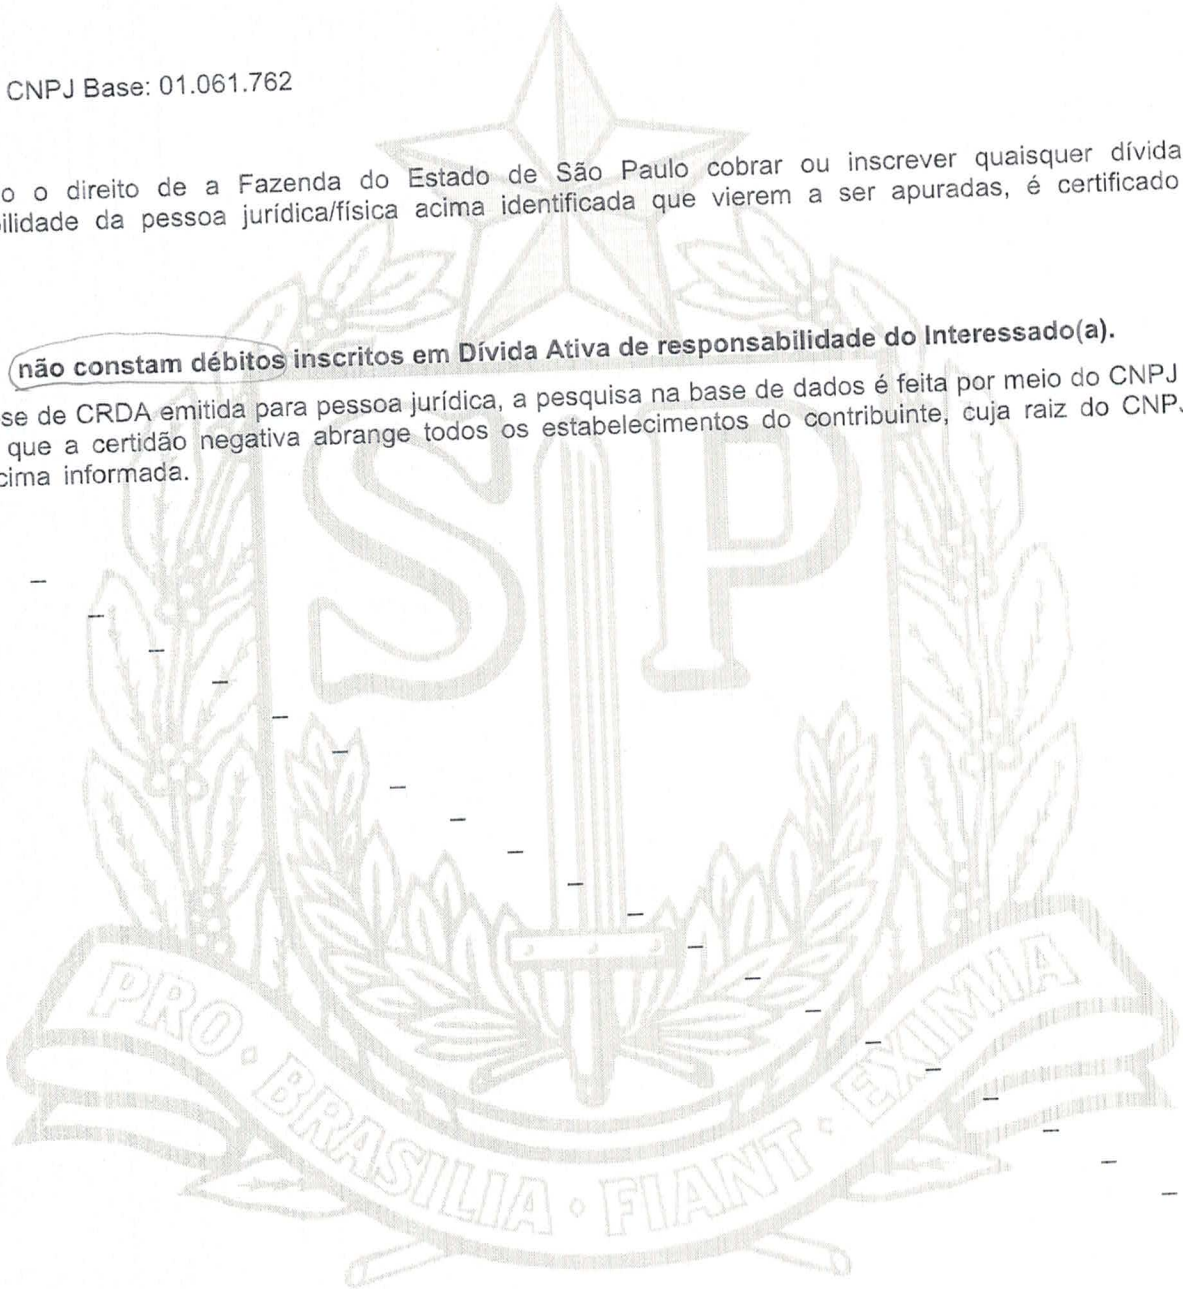 CNPJ Base: 01.061.762
o o direito de a Fazenda do Estado de São Paulo cobrar ou inscrever quaisquer dívida
ilidade da pessoa jurídica/física acima identificada que vierem a ser apuradas, é certificado
não constam débitos inscritos em Dívida Ativa de responsabilidade do Interessado(a).
se de CRDA emitida para pessoa jurídica, a pesquisa na base de dados é feita por meio do CNPJ
que a certidão negativa abrange todos os estabelecimentos do contribuinte, cuja raiz do CNPJ
cima informada.
SP
PRO · BRASILIA · FIANT · EXIMIA